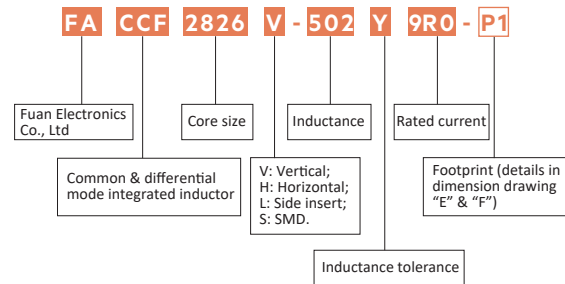 FA CCF 2826 V - 502 Y 9R0 - P1
Fuan Electronics
Co., Ltd
Core size
Inductance
Rated current
Common & differential
mode integrated inductor
V: Vertical;
H: Horizontal;
L: Side insert;
S: SMD.
Footprint (details in
dimension drawing
“E” & “F”)
Inductance tolerance